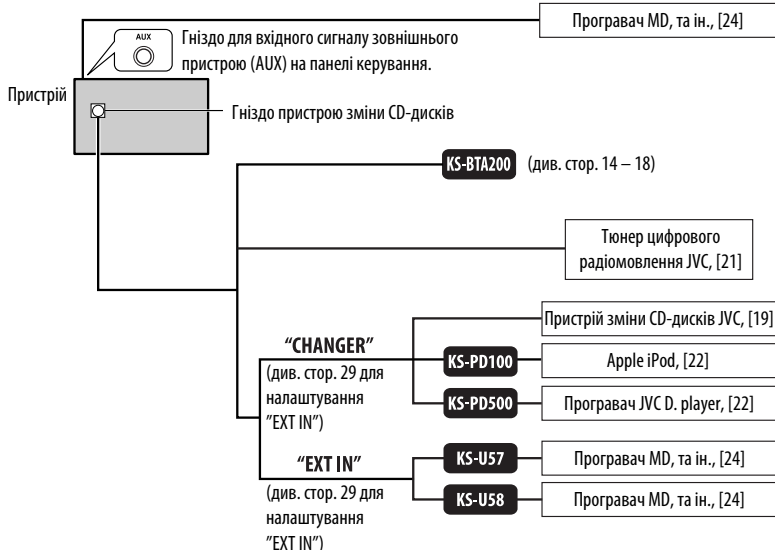 Програвач MD, та ін., [24]
AUX
Гніздо для вхідного сигналу зовнішнього
пристрою (AUX) на панелі керування.
Пристрій
Гніздо пристрою зміни CD-дисків
KS-BTA200
(див. стор. 14 – 18)
Тюнер цифрового
радіомовлення JVC, [21]
"CHANGER"
(див. стор. 29 для
налаштування
"EXT IN")
Пристрій зміни CD-дисків JVC, [19]
KS-PD100
Apple iPod, [22]
KS-PD500
Програвач JVC D. player, [22]
"EXT IN"
(див. стор. 29 для
налаштування
"EXT IN")
KS-U57
Програвач MD, та ін., [24]
KS-U58
Програвач MD, та ін., [24]